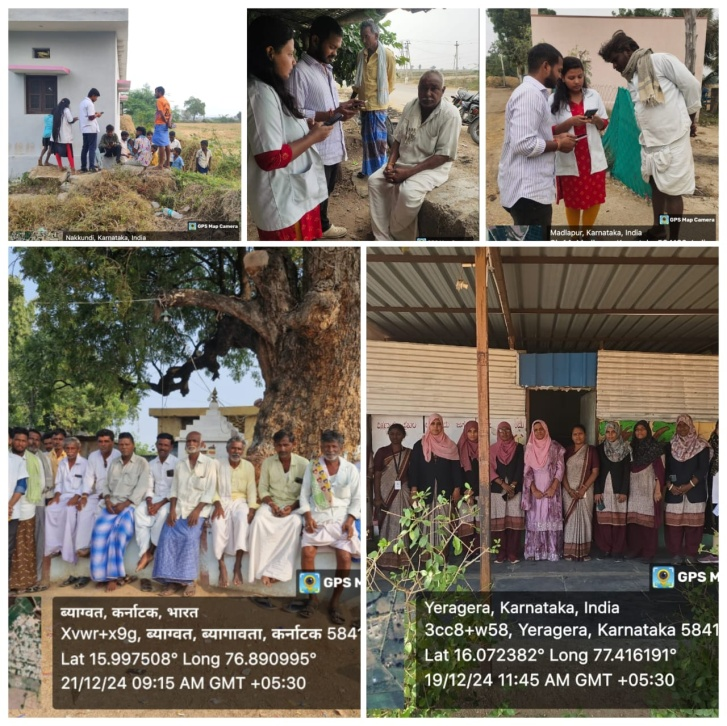 GPS Map Camera
Nakkundi, Karnataka, India
GPS Map Camera
Madlapur, Karnataka, India
GPS M
ब्यागवत, कर्नाटक, भारत
Xvwr+x9g, ब्यागवत, ब्यागावता, कर्नाटक 5841
Lat 15.997508° Long 76.890995°
21/12/24 09:15 AM GMT +05:30
GPS M
Yeragera, Karnataka, India
3cc8+w58, Yeragera, Karnataka 5841
Lat 16.072382° Long 77.416191°
19/12/24 11:45 AM GMT +05:30